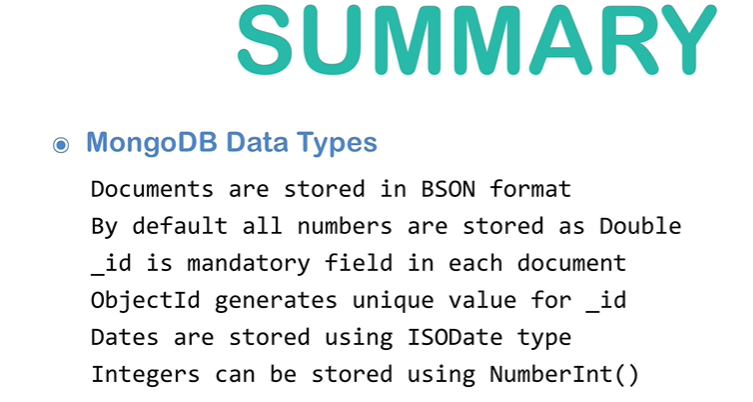 SUMMARY
MongoDB Data Types
Documents are stored in BSON format
By default all numbers are stored as Double
_id is mandatory field in each document
ObjectId generates unique value for _id
Dates are stored using ISODate type
Integers can be stored using NumberInt()